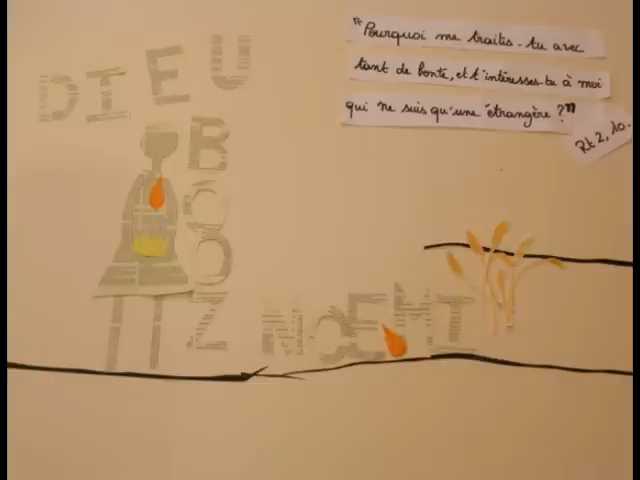 "Pourquoi me traites-tu avec
tant de bonté, et t'intéresses-tu à moi
qui ne suis qu'une étrangère ?"
Rt 2, 10.
DIEU
BOOZ
NOEMI